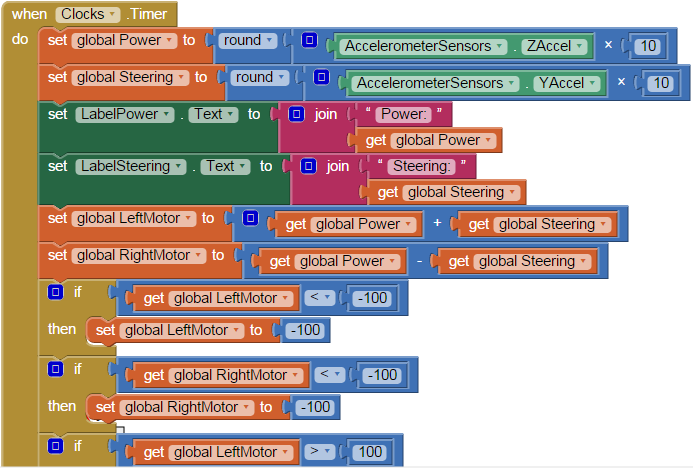 when Clocks .Timer
do set global Power to round AccelerometerSensors . ZAccel × 10
set global Steering to round AccelerometerSensors . YAccel × 10
set LabelPower . Text to join “ Power: ”
get global Power
set LabelSteering . Text to join “ Steering: ”
get global Steering
set global LeftMotor to get global Power + get global Steering
set global RightMotor to get global Power - get global Steering
if get global LeftMotor < -100
then set global LeftMotor to -100
if get global RightMotor < -100
then set global RightMotor to -100
if get global LeftMotor > 100